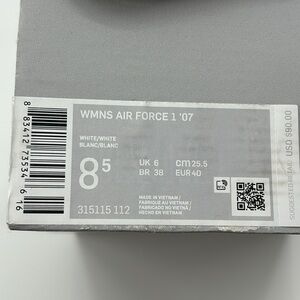 WMNS AIR FORCE 1 '07
WHITE/WHITE
BLANC/BLANC
8 5
UK 6 cm 25.5
BR 38 EUR 40
315115 112
MADE IN VIETNAM /
FABRIQUÉ AU VIETNAM /
FABRICADO NO VIETNÃ /
HECHO EN VIETNAM
8 83412 73534 6 16
SUGGESTED RETAIL USD $90.00